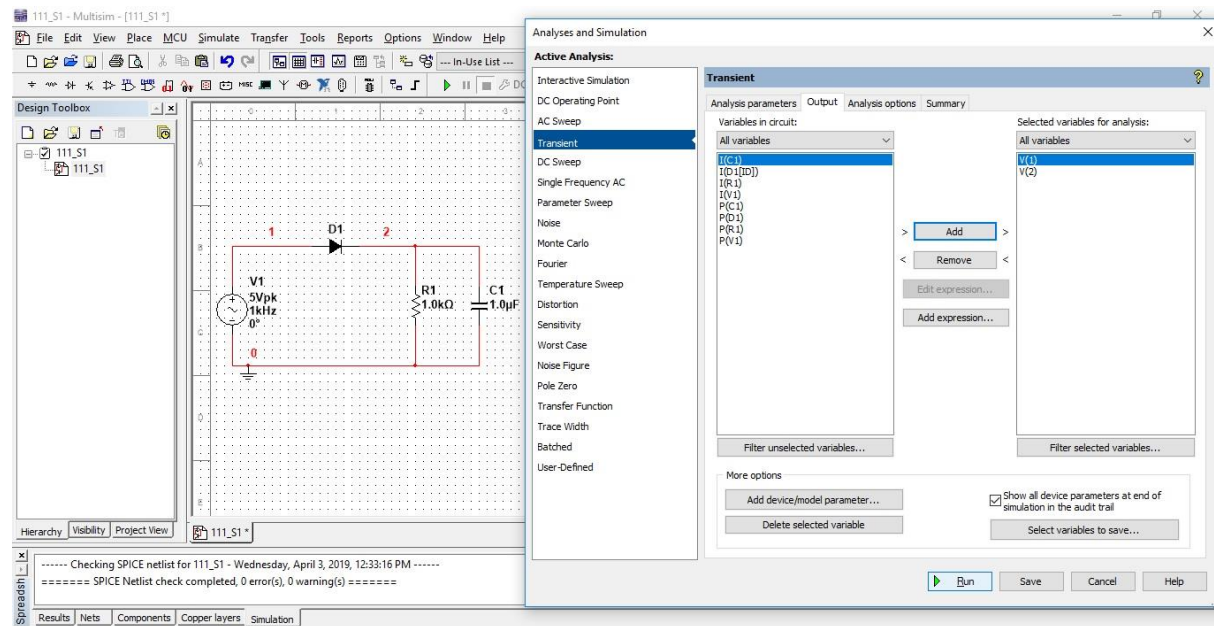 111_S1 - Multisim - [111_S1 *]
File Edit View Place MCU Simulate Transfer Tools Reports Options Window Help
--- In-Use List ---
Design Toolbox
111_S1
111_S1
1 D1 2
V1
5Vpk
1kHz
0°
R1
1.0kΩ
C1
1.0µF
0
A
B
C
D
E
Hierarchy Visibility Project View
111_S1 *
------ Checking SPICE netlist for 111_S1 - Wednesday, April 3, 2019, 12:33:16 PM ------
======= SPICE Netlist check completed, 0 error(s), 0 warning(s) =======
Results Nets Components Copper layers Simulation
Analyses and Simulation
Active Analysis:
Interactive Simulation
DC Operating Point
AC Sweep
Transient
DC Sweep
Single Frequency AC
Parameter Sweep
Noise
Monte Carlo
Fourier
Temperature Sweep
Distortion
Sensitivity
Worst Case
Noise Figure
Pole Zero
Transfer Function
Trace Width
Batched
User-Defined
Transient
Analysis parameters Output Analysis options Summary
Variables in circuit:
All variables
I(C1)
I(D1[ID])
I(R1)
I(V1)
P(C1)
P(D1)
P(R1)
P(V1)
> Add >
< Remove <
Edit expression...
Add expression...
Selected variables for analysis:
All variables
V(1)
V(2)
Filter unselected variables...
Filter selected variables...
More options
Add device/model parameter...
Delete selected variable
Show all device parameters at end of
simulation in the audit trail
Select variables to save...
Run Save Cancel Help